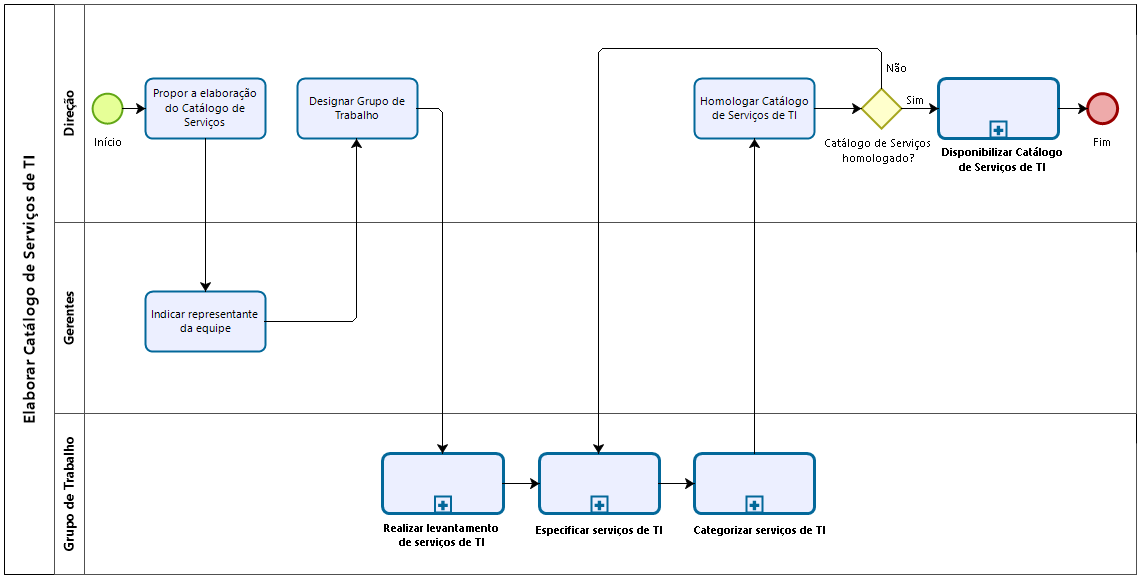 Elaborar Catálogo de Serviços de TI
Direção
Início
Propor a elaboração
do Catálogo de
Serviços
Designar Grupo de
Trabalho
Homologar Catálogo
de Serviços de TI
Não
Sim
Catálogo de Serviços
homologado?
Disponibilizar Catálogo
de Serviços de TI
Fim
Gerentes
Indicar representante
da equipe
Grupo de Trabalho
Realizar levantamento
de serviços de TI
Especificar serviços de TI
Categorizar serviços de TI